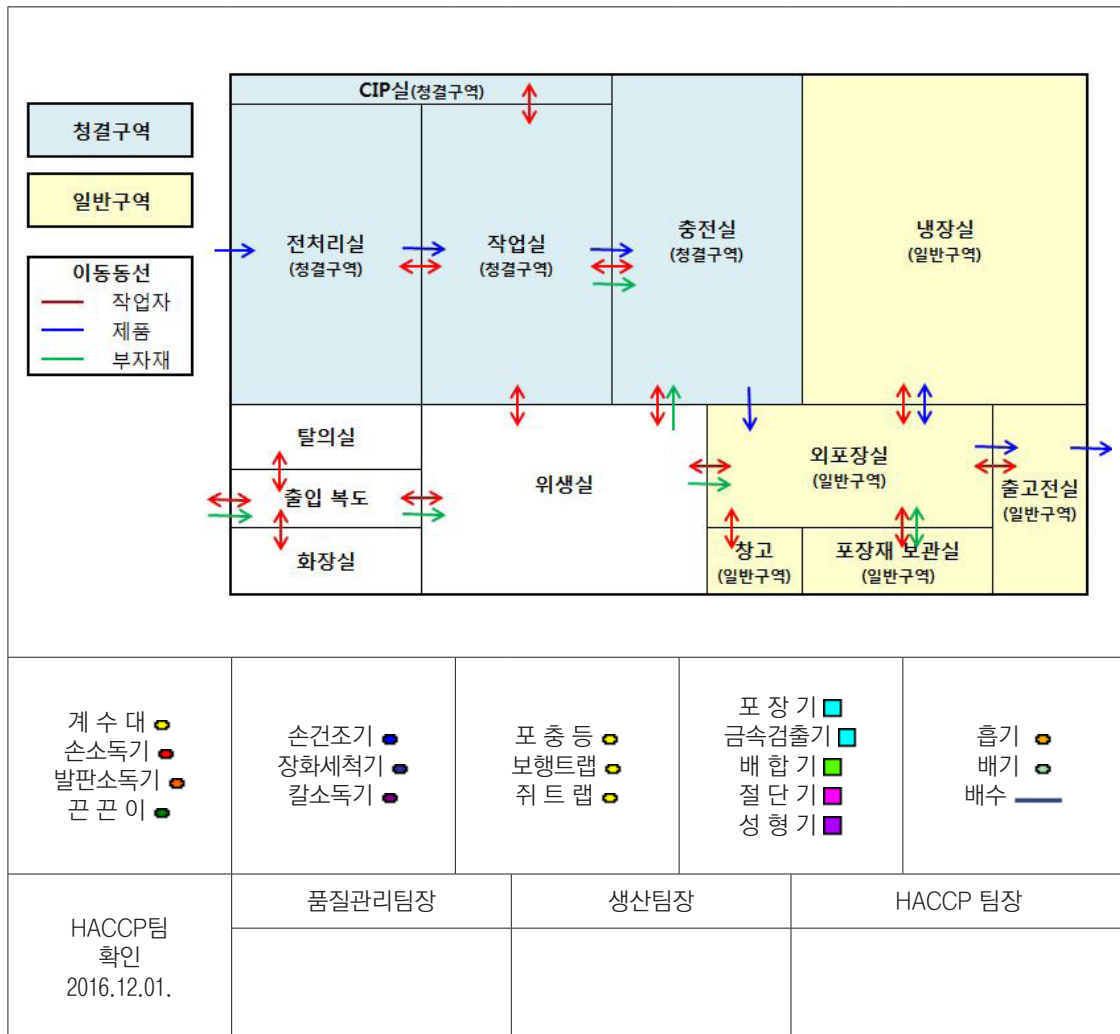 CIP실(청결구역)
청결구역
일반구역
이동동선
작업자
제품
부자재
전처리실
(청결구역)
작업실
(청결구역)
충전실
(청결구역)
냉장실
(일반구역)
탈의실
출입 복도
화장실
위생실
외포장실
(일반구역)
출고전실
(일반구역)
창고
(일반구역)
포장재 보관실
(일반구역)
계 수 대
손소독기
발판소독기
끈 끈 이
손건조기
장화세척기
칼소독기
포 충 등
보행트랩
쥐 트 랩
포 장 기
금속검출기
배 합 기
절 단 기
성 형 기
흡기
배기
배수
HACCP팀
확인
2016.12.01.
품질관리팀장
생산팀장
HACCP 팀장